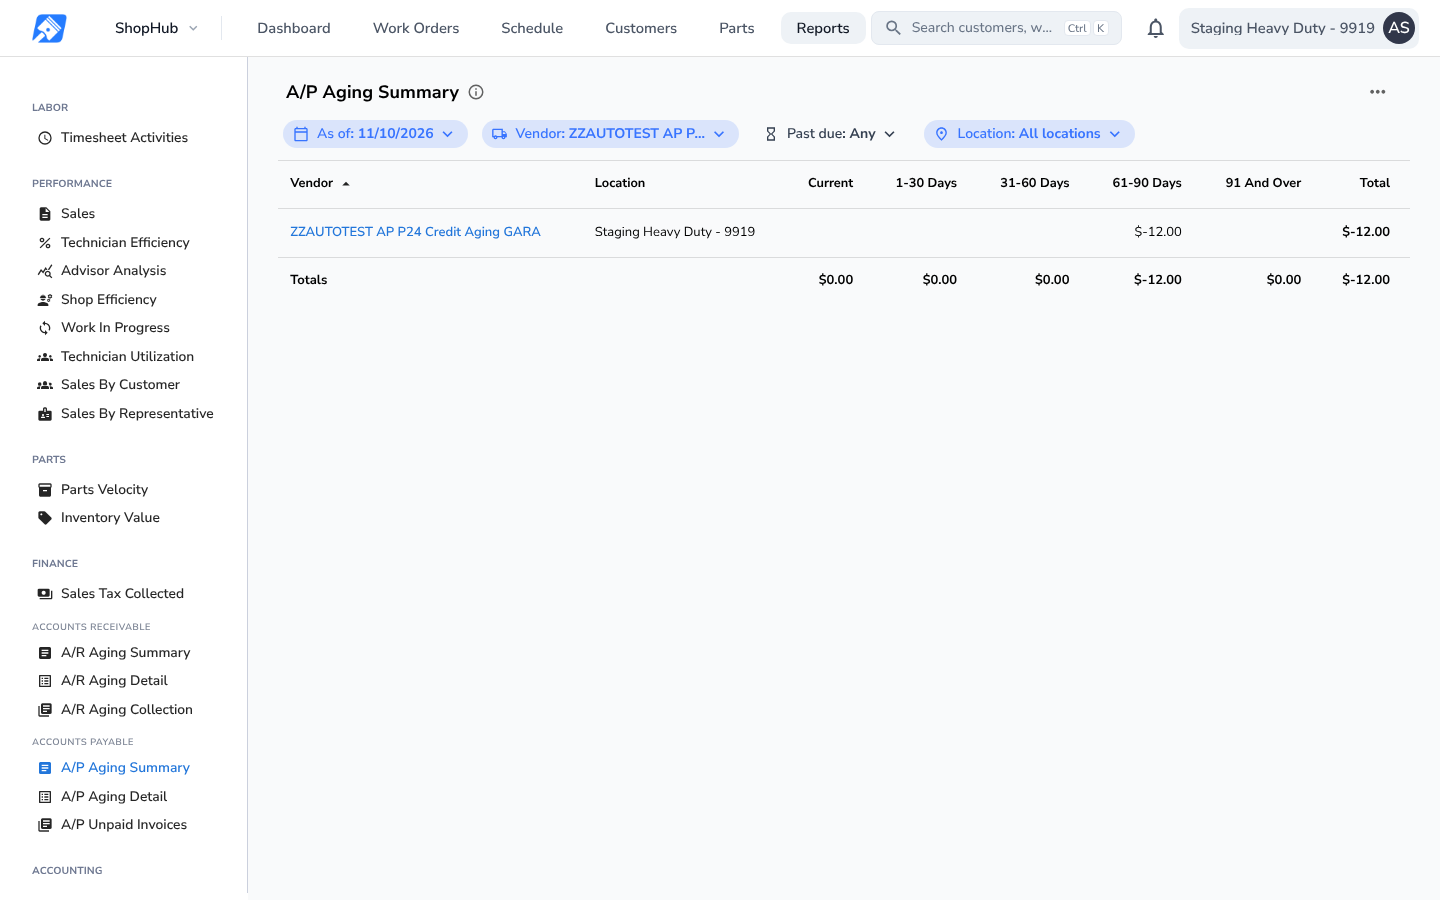 ShopHub
Dashboard
Work Orders
Schedule
Customers
Parts
Reports
Search customers, w...
Ctrl
K
Staging Heavy Duty - 9919
AS
LABOR
Timesheet Activities
PERFORMANCE
Sales
Technician Efficiency
Advisor Analysis
Shop Efficiency
Work In Progress
Technician Utilization
Sales By Customer
Sales By Representative
PARTS
Parts Velocity
Inventory Value
FINANCE
Sales Tax Collected
ACCOUNTS RECEIVABLE
A/R Aging Summary
A/R Aging Detail
A/R Aging Collection
ACCOUNTS PAYABLE
A/P Aging Summary
A/P Aging Detail
A/P Unpaid Invoices
ACCOUNTING
A/P Aging Summary
As of: 11/10/2026
Vendor: ZZAUTOTEST AP P...
Past due: Any
Location: All locations
Vendor Location Current 1-30 Days 31-60 Days 61-90 Days 91 And Over Total
ZZAUTOTEST AP P24 Credit Aging GARA Staging Heavy Duty - 9919 $-12.00 $-12.00
Totals $0.00 $0.00 $0.00 $-12.00 $0.00 $-12.00